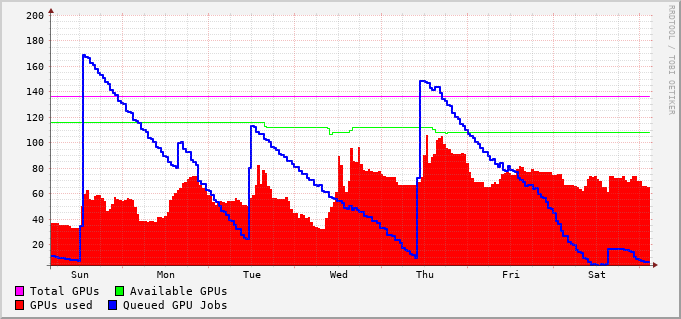 200
180
160
140
120
100
80
60
40
20
Sun Mon Tue Wed Thu Fri Sat
Total GPUs Available GPUs
GPUs used Queued GPU Jobs
RRDTOOL / TOBI OETIKER